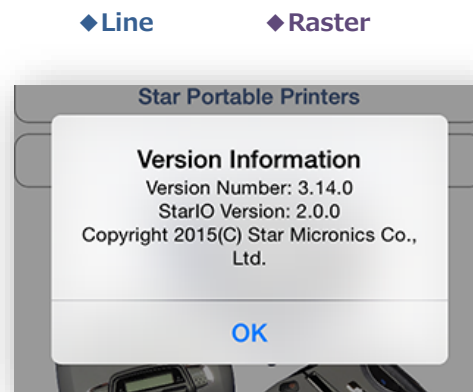 ◆Line ◆Raster
Star Portable Printers
Version Information
Version Number: 3.14.0
StarIO Version: 2.0.0
Copyright 2015(C) Star Micronics Co.,
Ltd.
OK